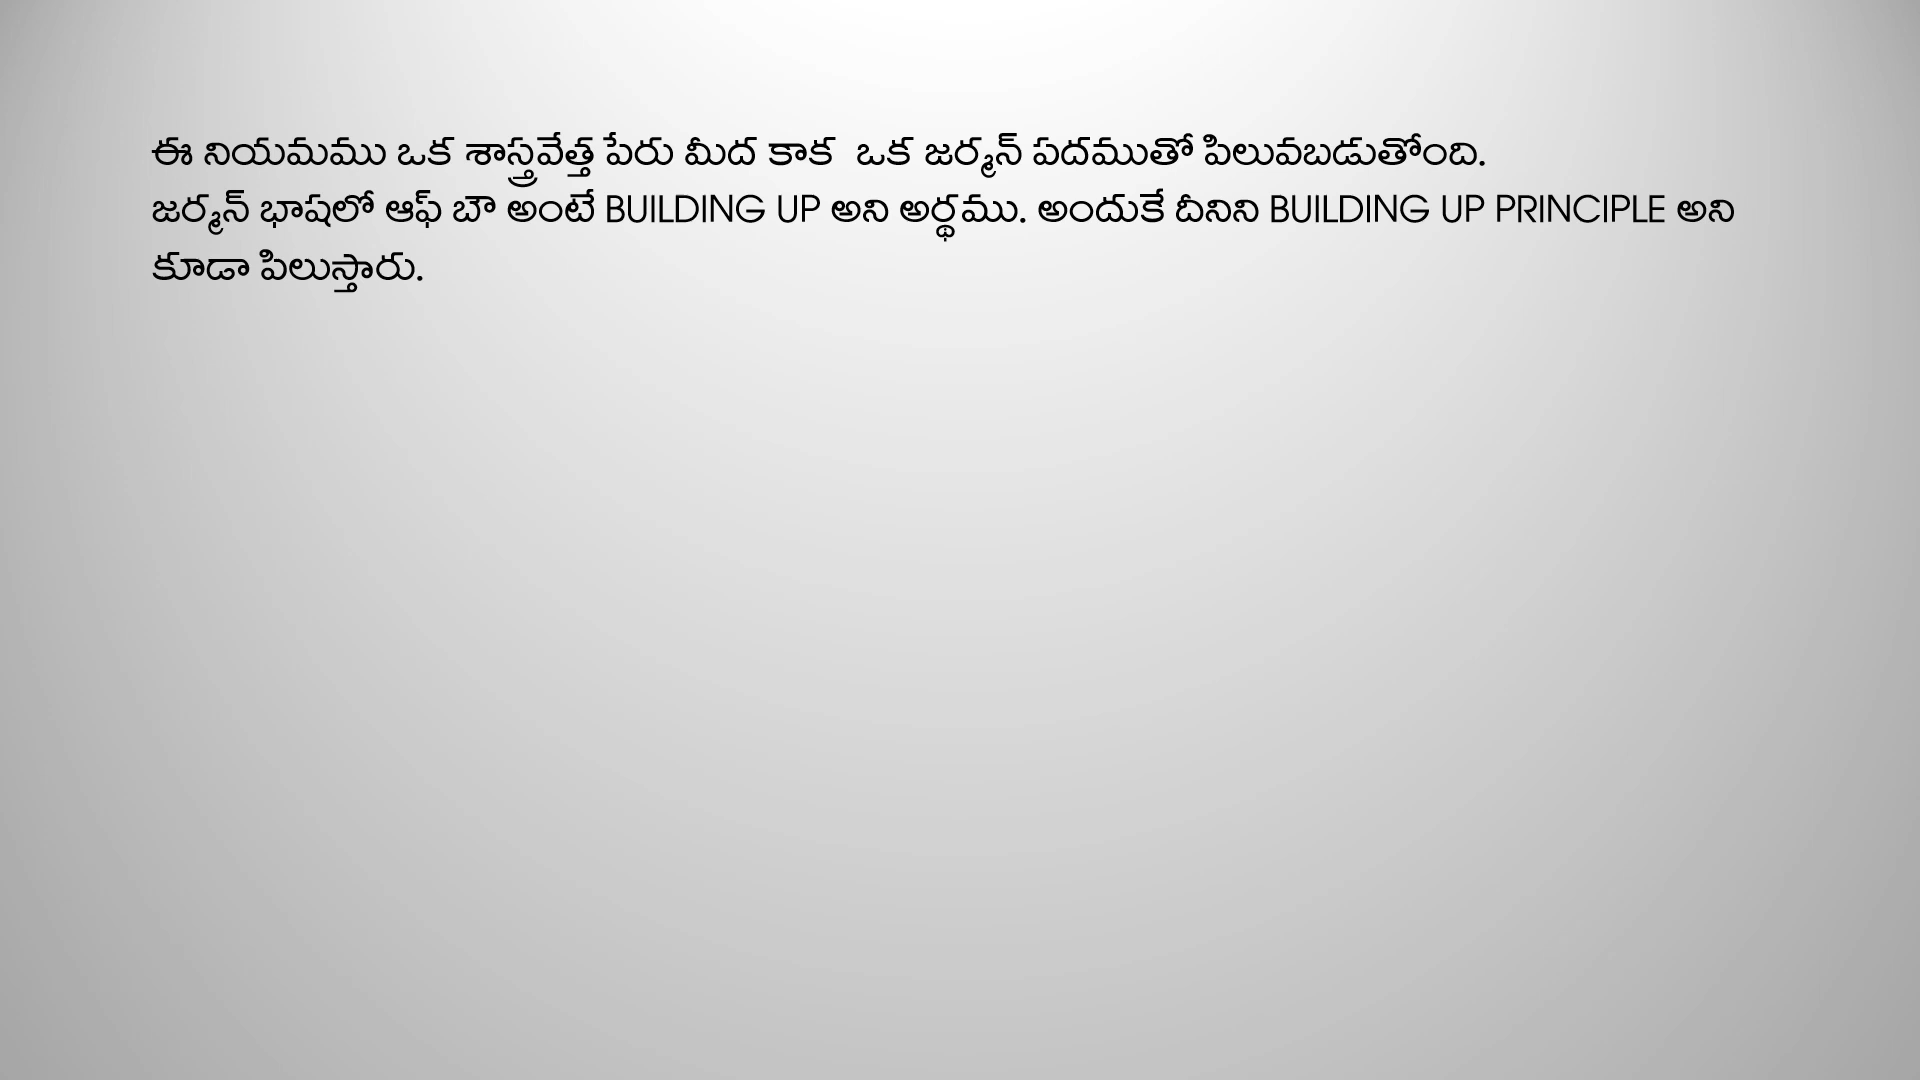 ఈ నియమము ఒక శాస్త్రవేత్త పేరు మీద కాక ఒక జర్మన్ పదముతో పిలువబడుతోంది.
జర్మన్ భాషలో ఆఫ్ బౌ అంటే BUILDING UP అని అర్థము. అందుకే దీనిని BUILDING UP PRINCIPLE అని
కూడా పిలుస్తారు.